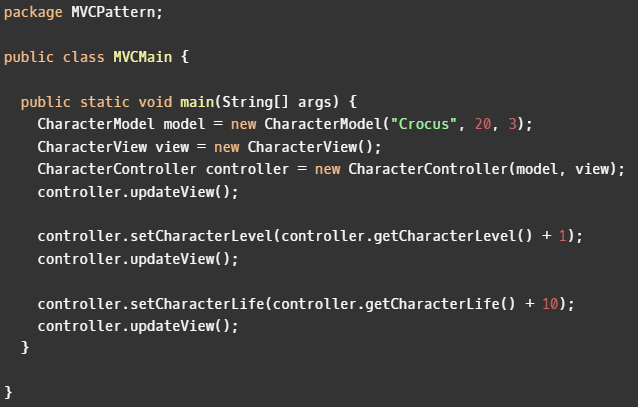 package MVCPattern;
public class MVCMain {
public static void main(String[] args) {
CharacterModel model = new CharacterModel("Crocus", 20, 3);
CharacterView view = new CharacterView();
CharacterController controller = new CharacterController(model, view);
controller.updateView();
controller.setCharacterLevel(controller.getCharacterLevel() + 1);
controller.updateView();
controller.setCharacterLife(controller.getCharacterLife() + 10);
controller.updateView();
}
}